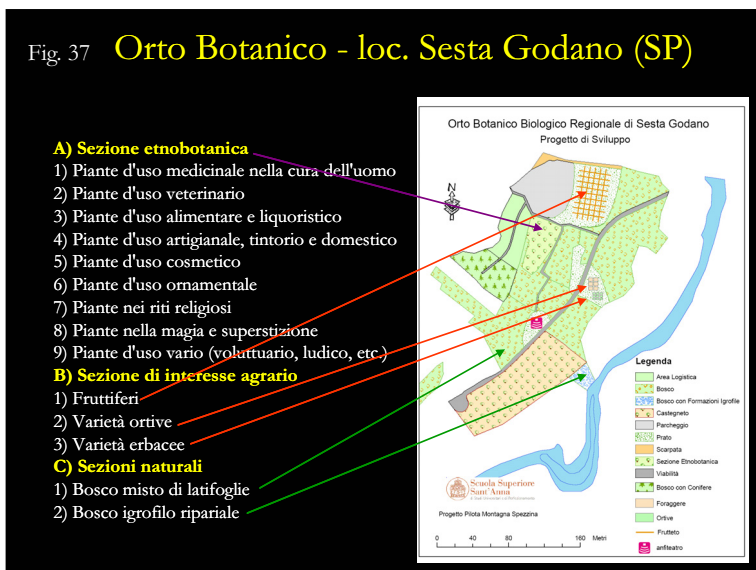 Fig. 37 Orto Botanico - loc. Sesta Godano (SP)
A) Sezione etnobotanica
1) Piante d'uso medicinale nella cura dell'uomo
2) Piante d'uso veterinario
3) Piante d'uso alimentare e liquoristico
4) Piante d'uso artigianale, tintorio e domestico
5) Piante d'uso cosmetico
6) Piante d'uso ornamentale
7) Piante nei riti religiosi
8) Piante nella magia e superstizione
9) Piante d'uso vario (voluttuario, ludico, etc.)
B) Sezione di interesse agrario
1) Fruttiferi
2) Varietà ortive
3) Varietà erbacee
C) Sezioni naturali
1) Bosco misto di latifoglie
2) Bosco igrofilo ripariale
Orto Botanico Biologico Regionale di Sesta Godano
Progetto di Sviluppo
N
Legenda
Area Logistica
Bosco
Bosco con Formazioni Igrofile
Castegneto
Parcheggio
Prato
Scarpata
Sezione Etnobotanica
Viabilità
Bosco con Conifere
Foraggere
Ortive
Frutteto
anfiteatro
Scuola Superiore
Sant'Anna
Progetto Pilota Montagna Spezzina
0 40 80 160 Metri